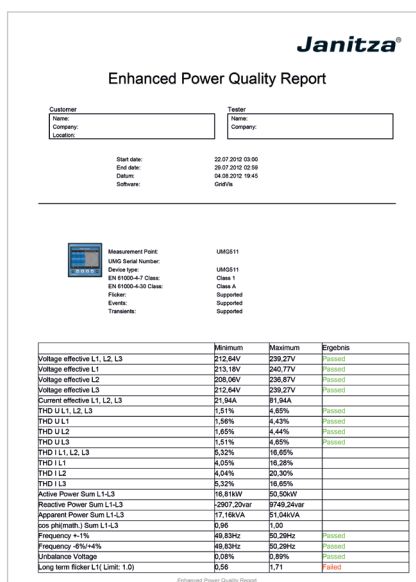 Janitza®
Enhanced Power Quality Report
Customer
Name:
Company:
Location:
Tester
Name:
Company:
Start date: 22.07.2012 03:00
End date: 29.07.2012 02:59
Datum: 04.08.2012 19:45
Software: GridVis
Measurement Point: UMG511
UMG Serial Number:
Device type: UMG511
EN 61000-4-7 Class: Class 1
EN 61000-4-30 Class: Class A
Flicker: Supported
Events: Supported
Transients: Supported
Minimum Maximum Ergebnis
Voltage effective L1, L2, L3 212,64V 239,27V Passed
Voltage effective L1 213,18V 240,77V Passed
Voltage effective L2 208,06V 236,87V Passed
Voltage effective L3 212,64V 239,27V Passed
Current effective L1, L2, L3 21,94A 81,94A
THD U L1, L2, L3 1,51% 4,65% Passed
THD U L1 1,56% 4,43% Passed
THD U L2 1,65% 4,44% Passed
THD U L3 1,51% 4,65% Passed
THD I L1, L2, L3 5,32% 16,65%
THD I L1 4,05% 16,28%
THD I L2 4,04% 20,30%
THD I L3 5,32% 16,65%
Active Power Sum L1-L3 16,81kW 50,50kW
Reactive Power Sum L1-L3 -2907,20var 9749,24var
Apparent Power Sum L1-L3 17,16kVA 51,04kVA
cos phi(math.) Sum L1-L3 0,96 1,00
Frequency +-1% 49,83Hz 50,29Hz Passed
Frequency -6%/+4% 49,83Hz 50,29Hz Passed
Unbalance Voltage 0,08% 0,89% Passed
Long term flicker L1( Limit: 1.0) 0,56 1,71 Failed
Enhanced Power Quality Report